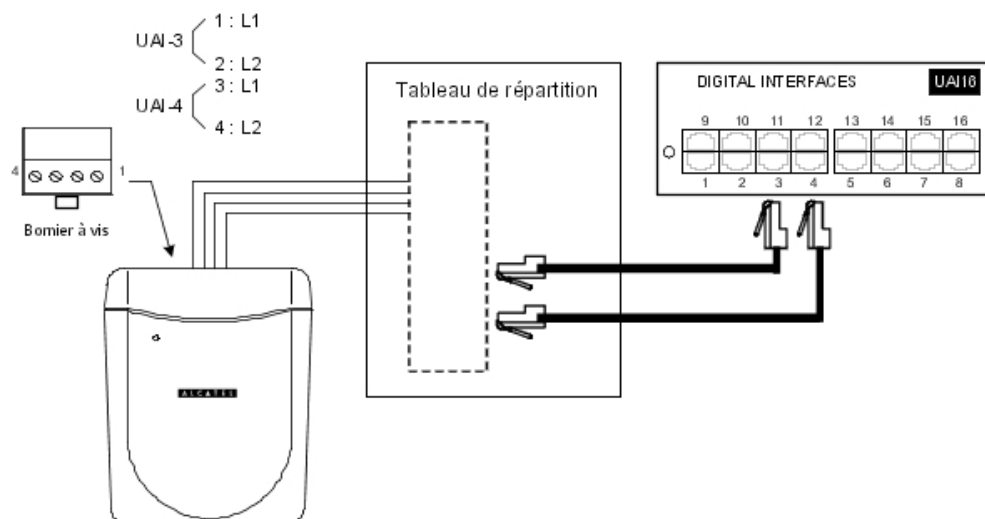 1 : L1
UAI-3
2 : L2
3 : L1
UAI-4
4 : L2
4
1
Bornier à vis
ALCATEL
Tableau de répartition
DIGITAL INTERFACES
UAI16
9 10 11 12 13 14 15 16
1 2 3 4 5 6 7 8